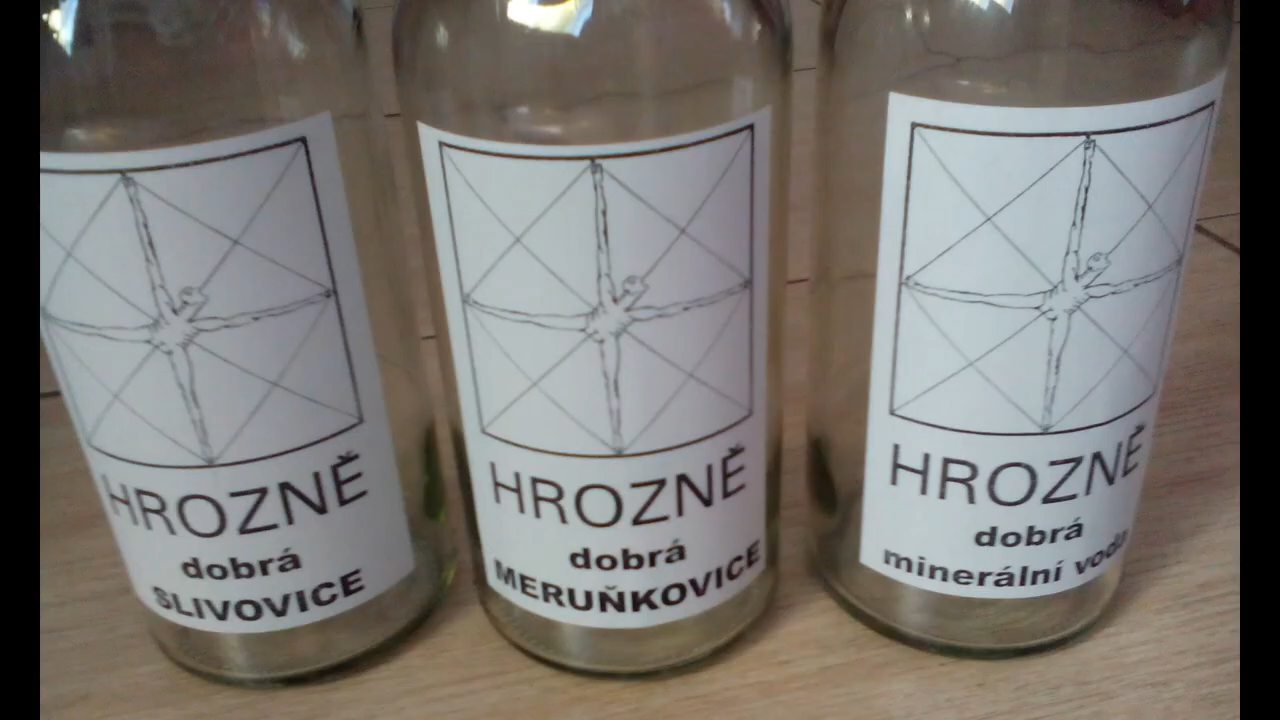 HROZNĚ
dobrá
SLIVOVICE
HROZNĚ
dobrá
MERUŇKOVICE
HROZNĚ
dobrá
minerální voda